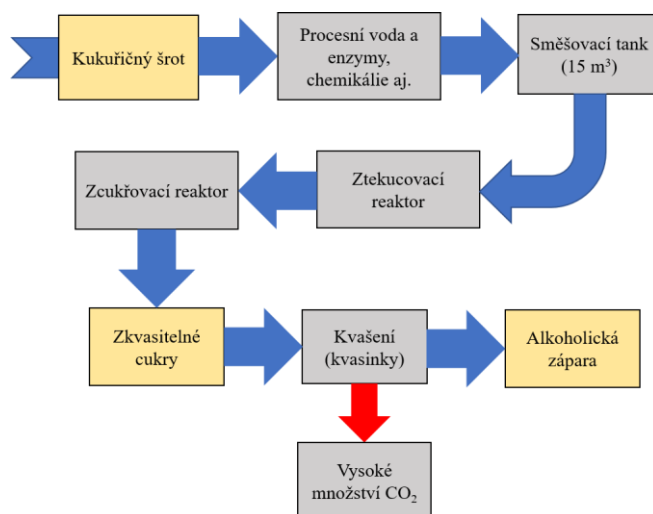 Kukuřičný šrot
Procesní voda a
enzymy,
chemikálie aj.
Směšovací tank
(15 m³)
Zcukřovací reaktor
Ztekucovací
reaktor
Zkvasitelné
cukry
Kvašení
(kvasinky)
Alkoholická
zápara
Vysoké
množství CO₂